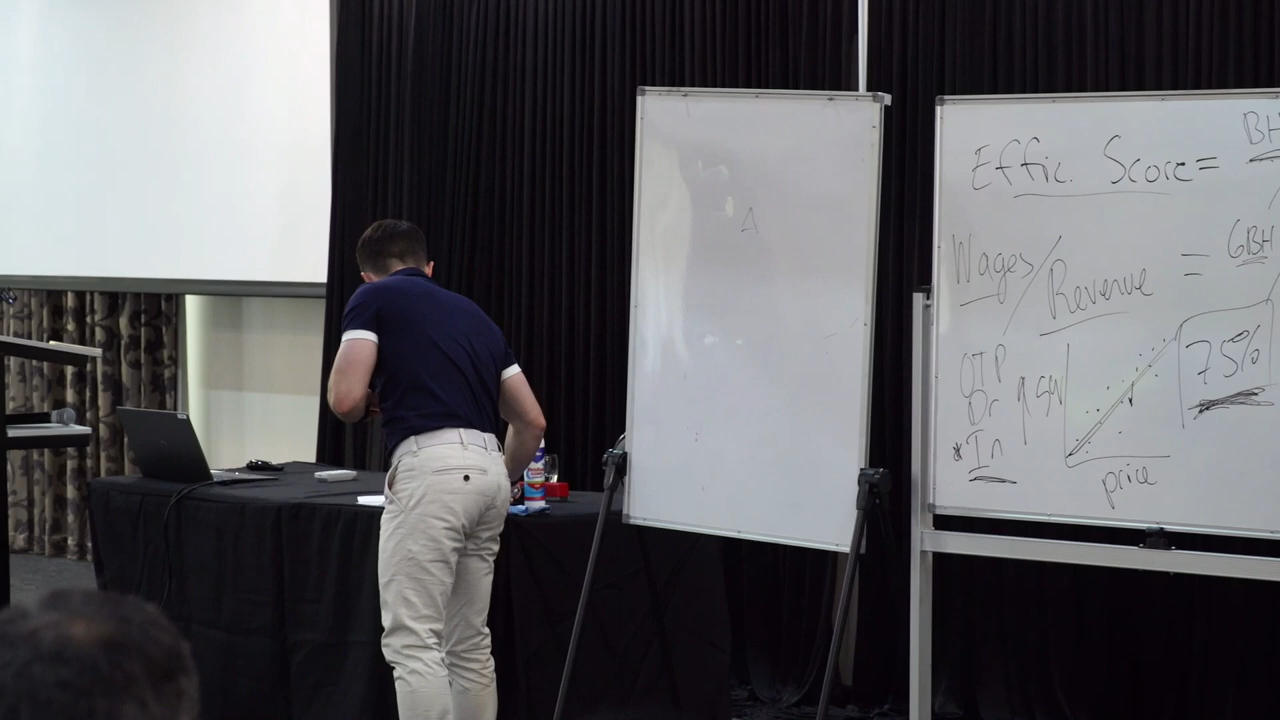 A
Effic. Score = BH
Wages/Revenue = 6BH
75%
OTP
Dr
* In
price